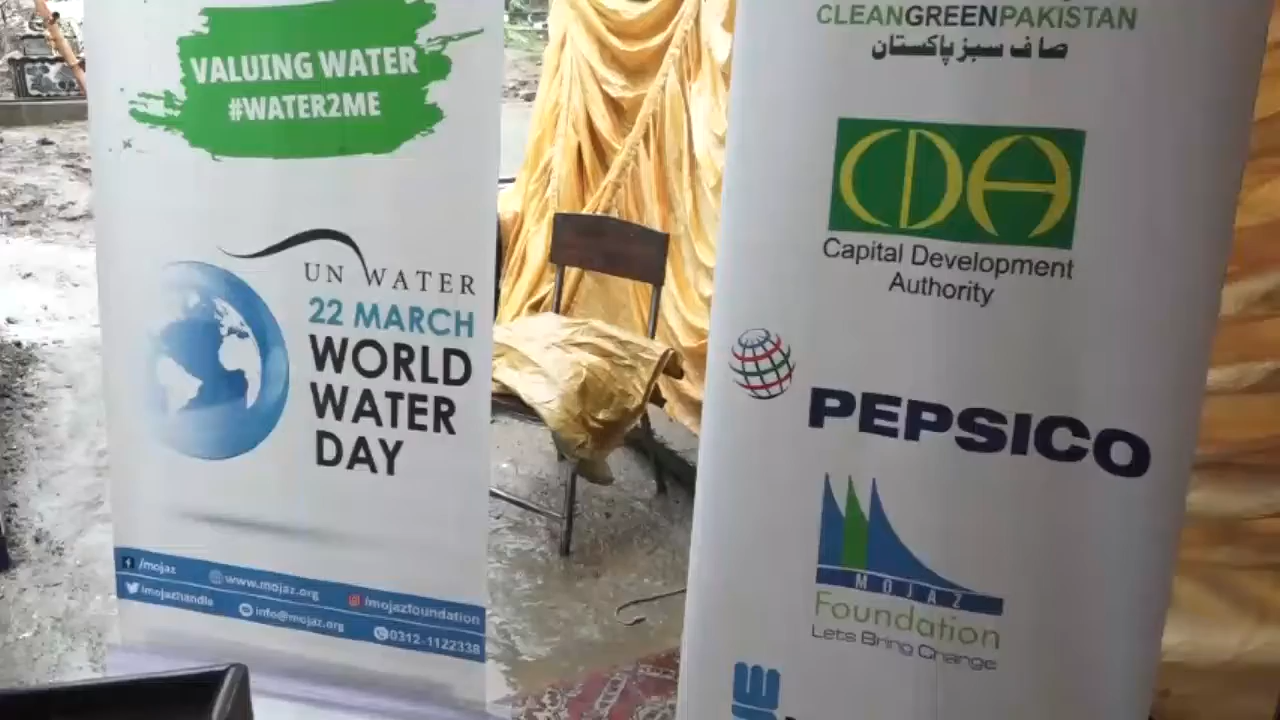 VALUING WATER
#WATER2ME
UN WATER
22 MARCH
WORLD
WATER
DAY
/mojaz
www.mojaz.org
/mojazfoundation
/mojazhandle
info@mojaz.org
0312-1122338
CLEANGREENPAKISTAN
صاف سبز پاکستان
CDA
Capital Development
Authority
PEPSICO
MOJAZ
Foundation
Lets Bring Change